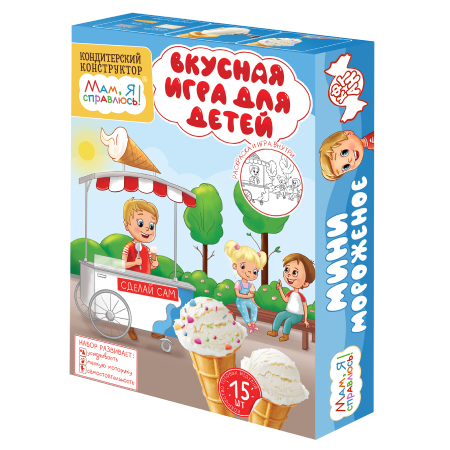 КОНДИТЕРСКИЙ
КОНСТРУКТОР
Мам, Я
справлюсь!
ВКУСНАЯ
ИГРА ДЛЯ
ДЕТЕЙ
РАСКРАСКА И ИГРА ВНУТРИ
СДЕЛАЙ САМ
НАБОР РАЗВИВАЕТ:
усидчивость
мелкую моторику
самостоятельность
15
ШТ
МИНИ
МОРОЖЕНОЕ
Мам, Я
справлюсь!